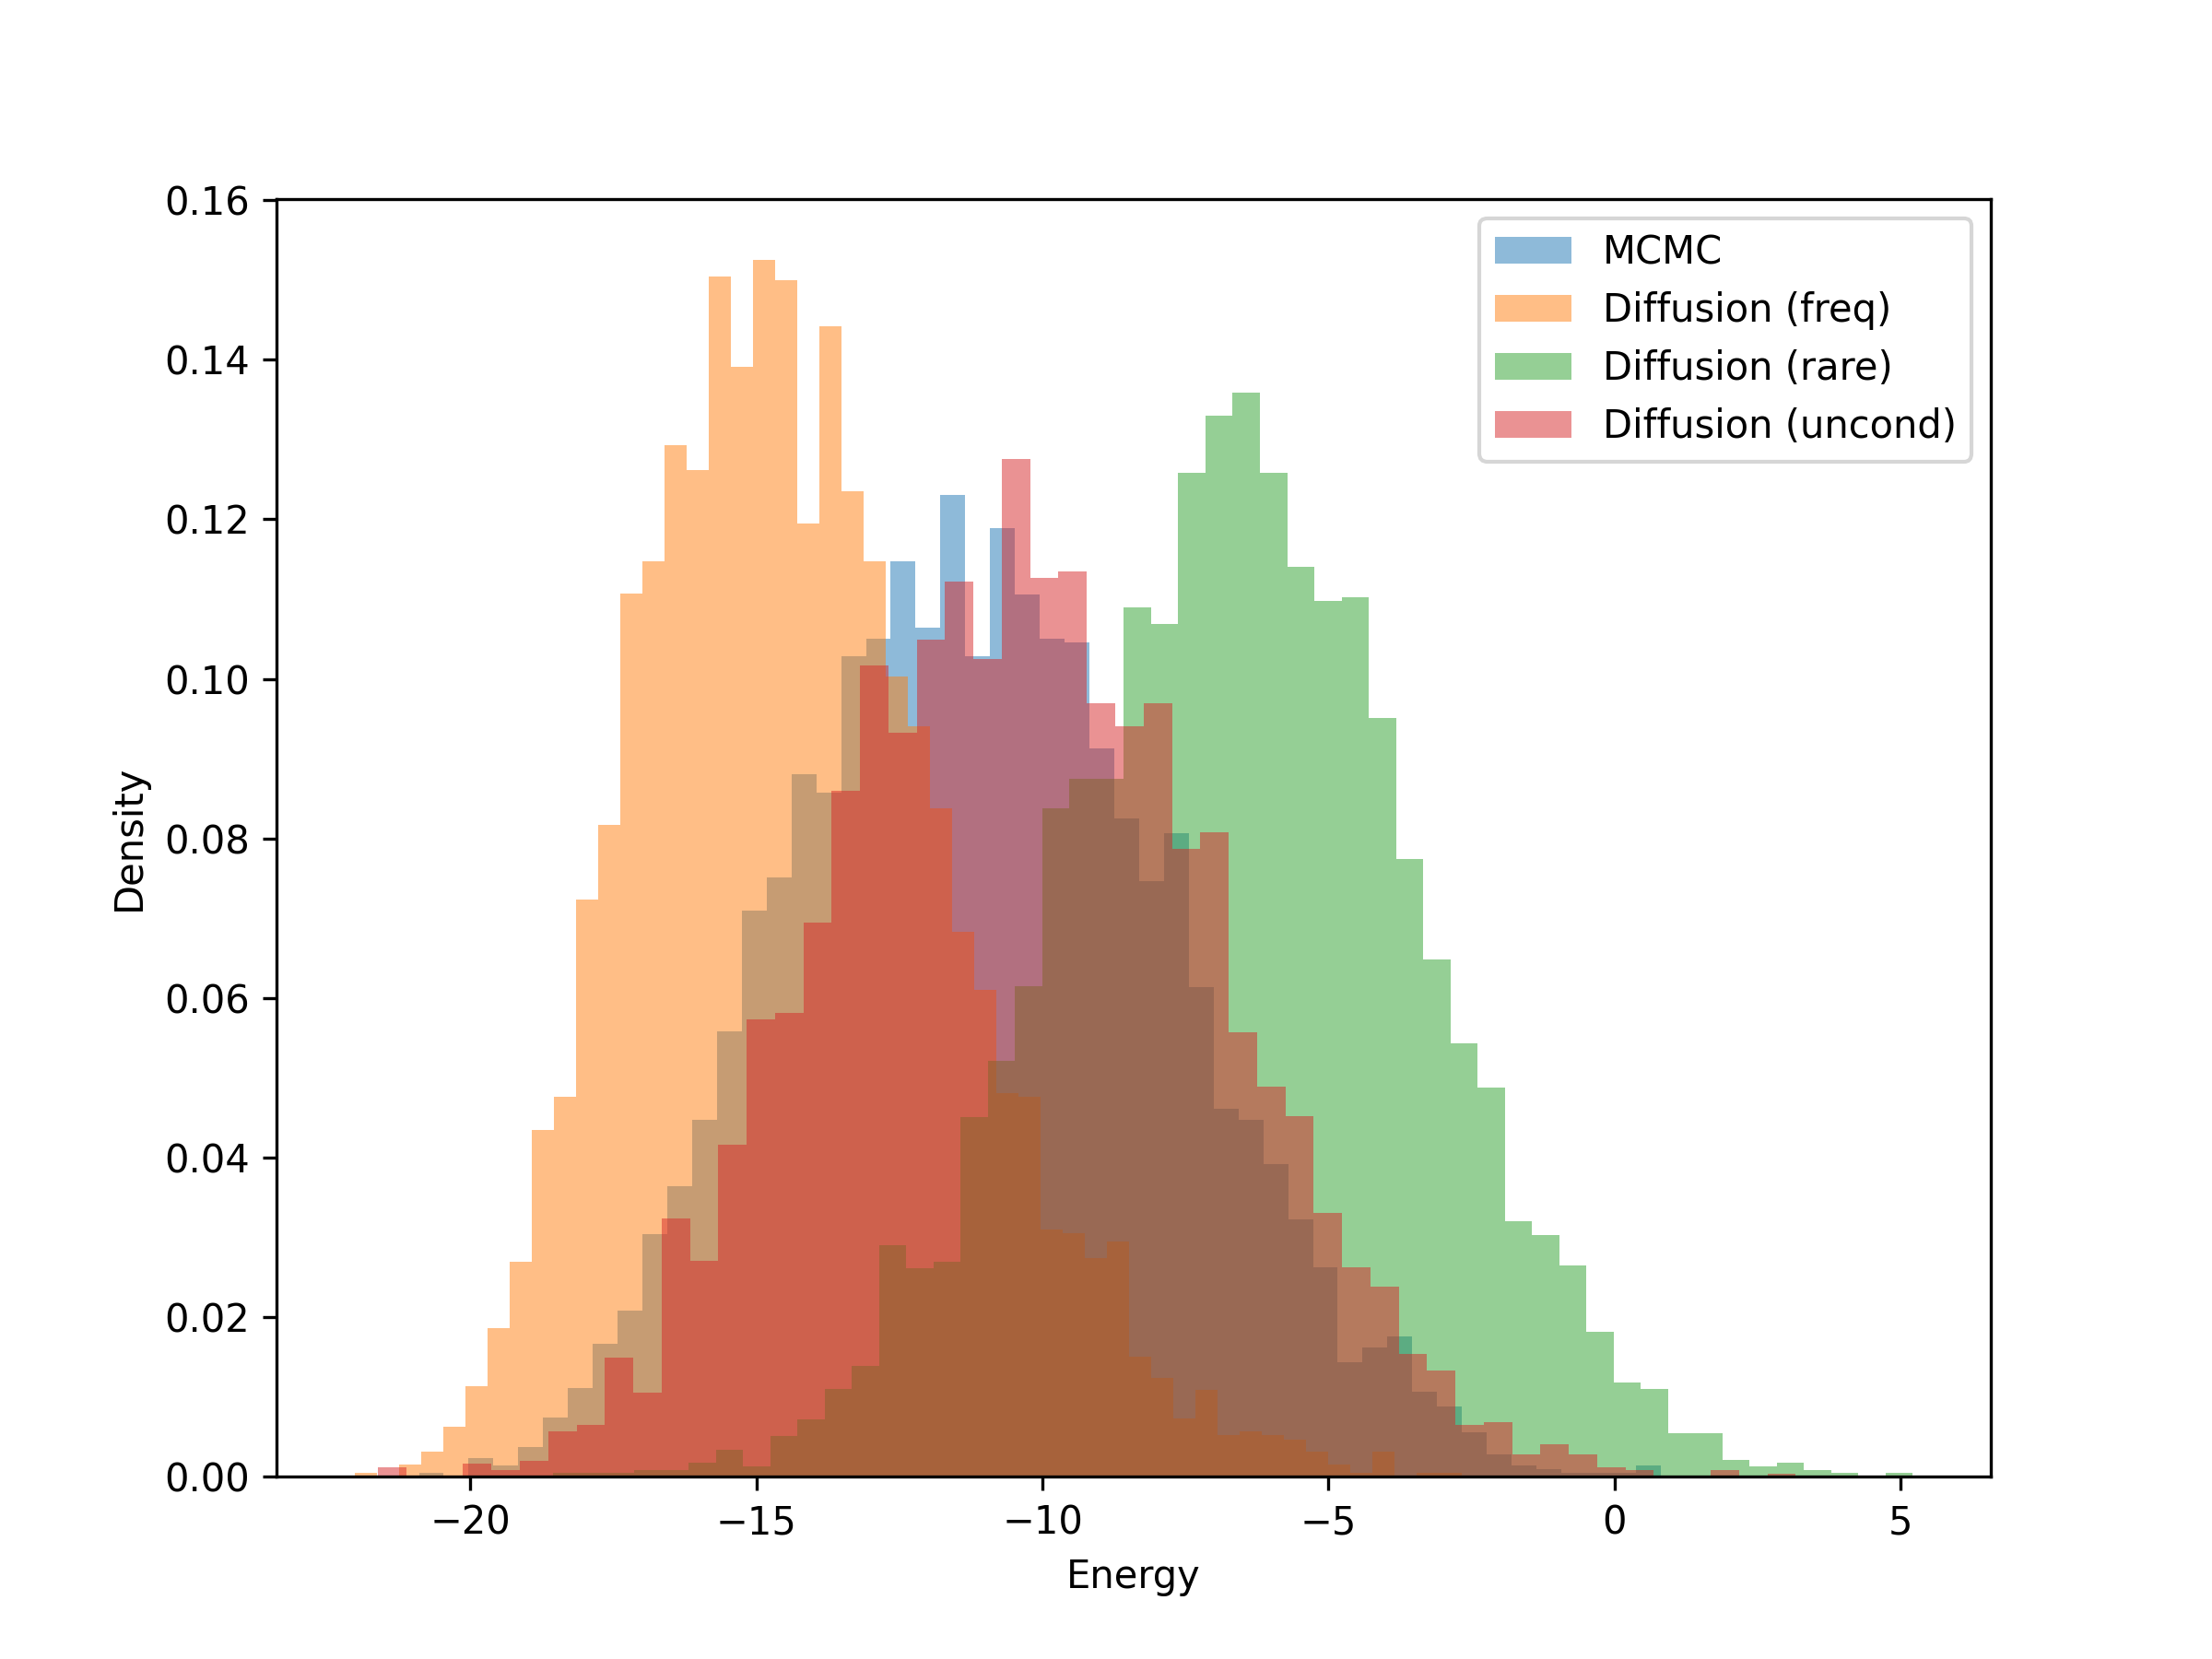 0.16
0.14
0.12
0.10
0.08
0.06
0.04
0.02
0.00
Density
MCMC
Diffusion (freq)
Diffusion (rare)
Diffusion (uncond)
−20 −15 −10 −5 0 5
Energy